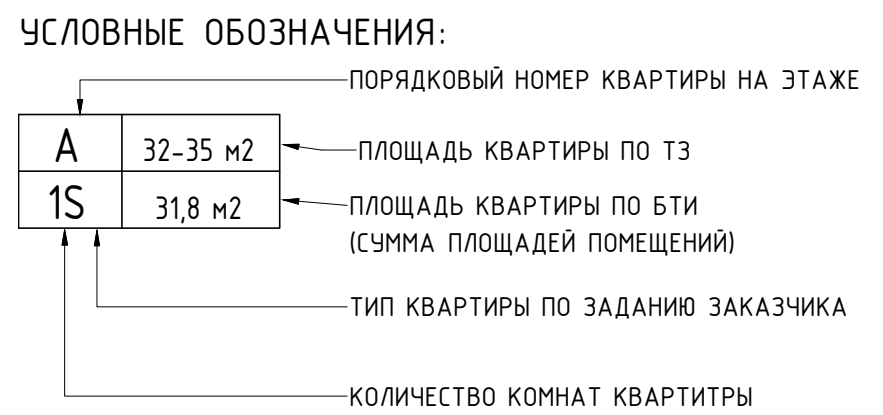 УСЛОВНЫЕ ОБОЗНАЧЕНИЯ:
ПОРЯДКОВЫЙ НОМЕР КВАРТИРЫ НА ЭТАЖЕ
А 32-35 м2 ПЛОЩАДЬ КВАРТИРЫ ПО ТЗ
1S 31,8 м2 ПЛОЩАДЬ КВАРТИРЫ ПО БТИ
(СУММА ПЛОЩАДЕЙ ПОМЕЩЕНИЙ)
ТИП КВАРТИРЫ ПО ЗАДАНИЮ ЗАКАЗЧИКА
КОЛИЧЕСТВО КОМНАТ КВАРТИТРЫ